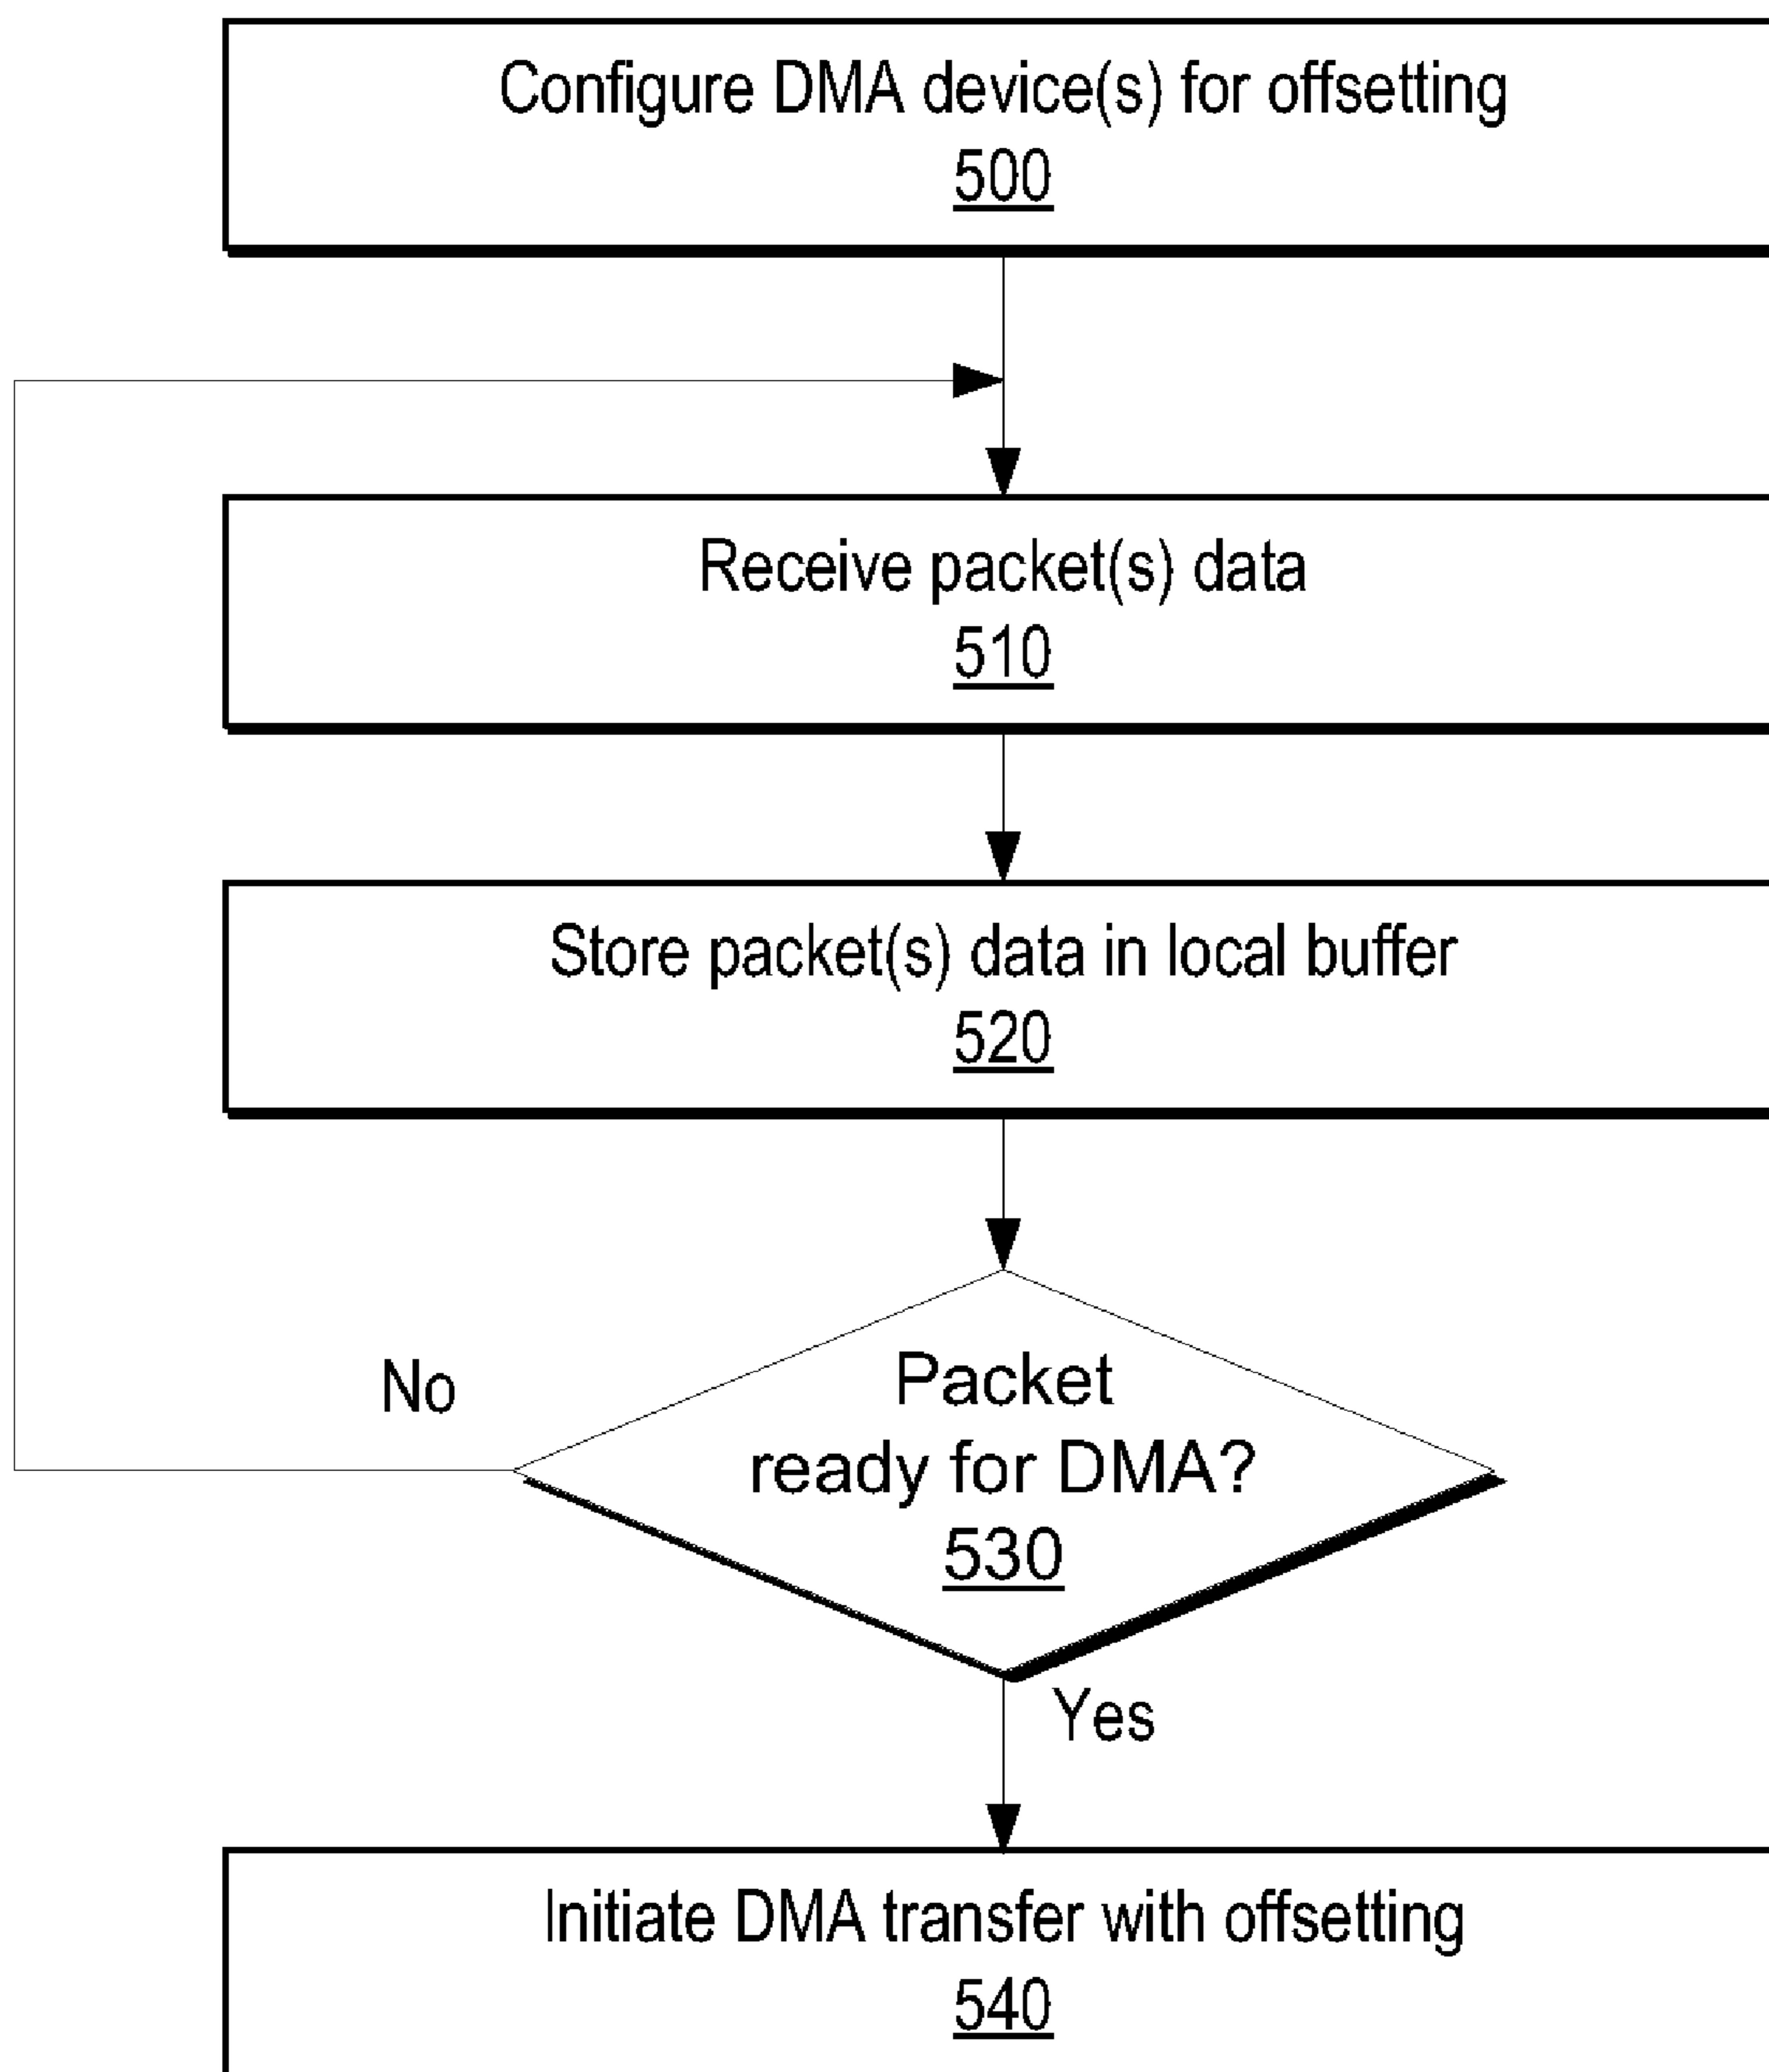 Configure DMA device(s) for offsetting
500
Receive packet(s) data
510
Store packet(s) data in local buffer
520
No
Packet
ready for DMA?
530
Yes
Initiate DMA transfer with offsetting
540